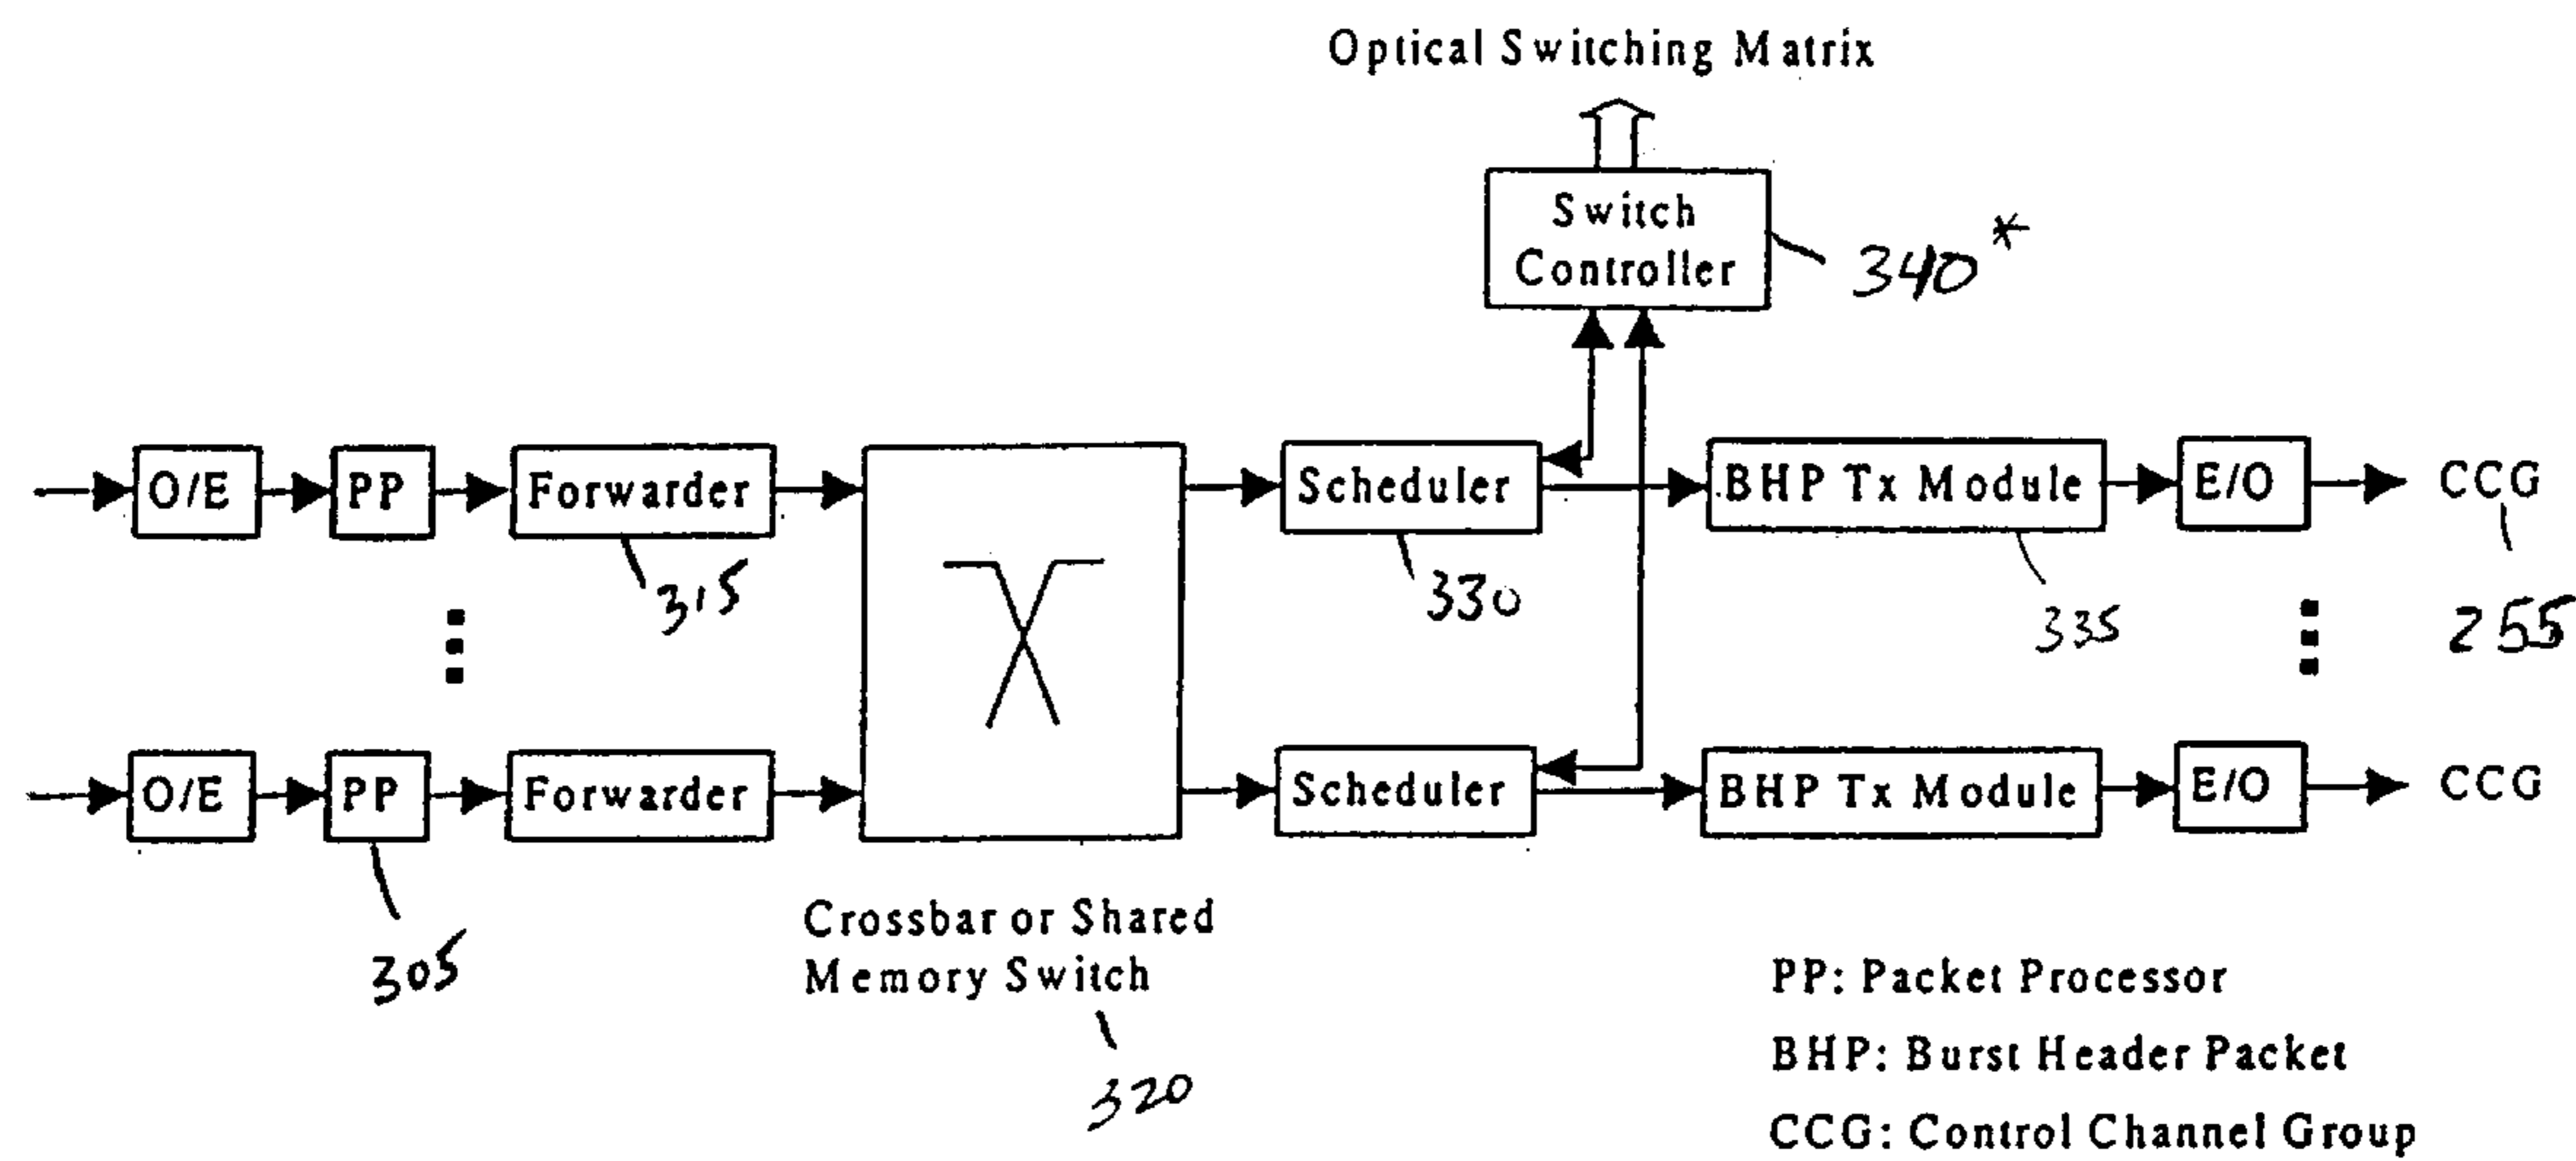 Optical Switching Matrix
Switch
Controller
340*
O/E
PP
Forwarder
Scheduler
BHP Tx Module
E/O
CCG
315
330
335
255
O/E
PP
Forwarder
Scheduler
BHP Tx Module
E/O
CCG
305
Crossbar or Shared
Memory Switch
320
PP: Packet Processor
BHP: Burst Header Packet
CCG: Control Channel Group